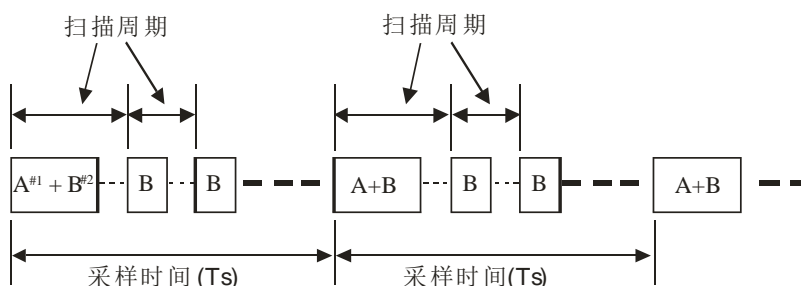 扫描周期 扫描周期
A#1 + B#2 B B A+B B B A+B
采样时间 (Ts) 采样时间(Ts)